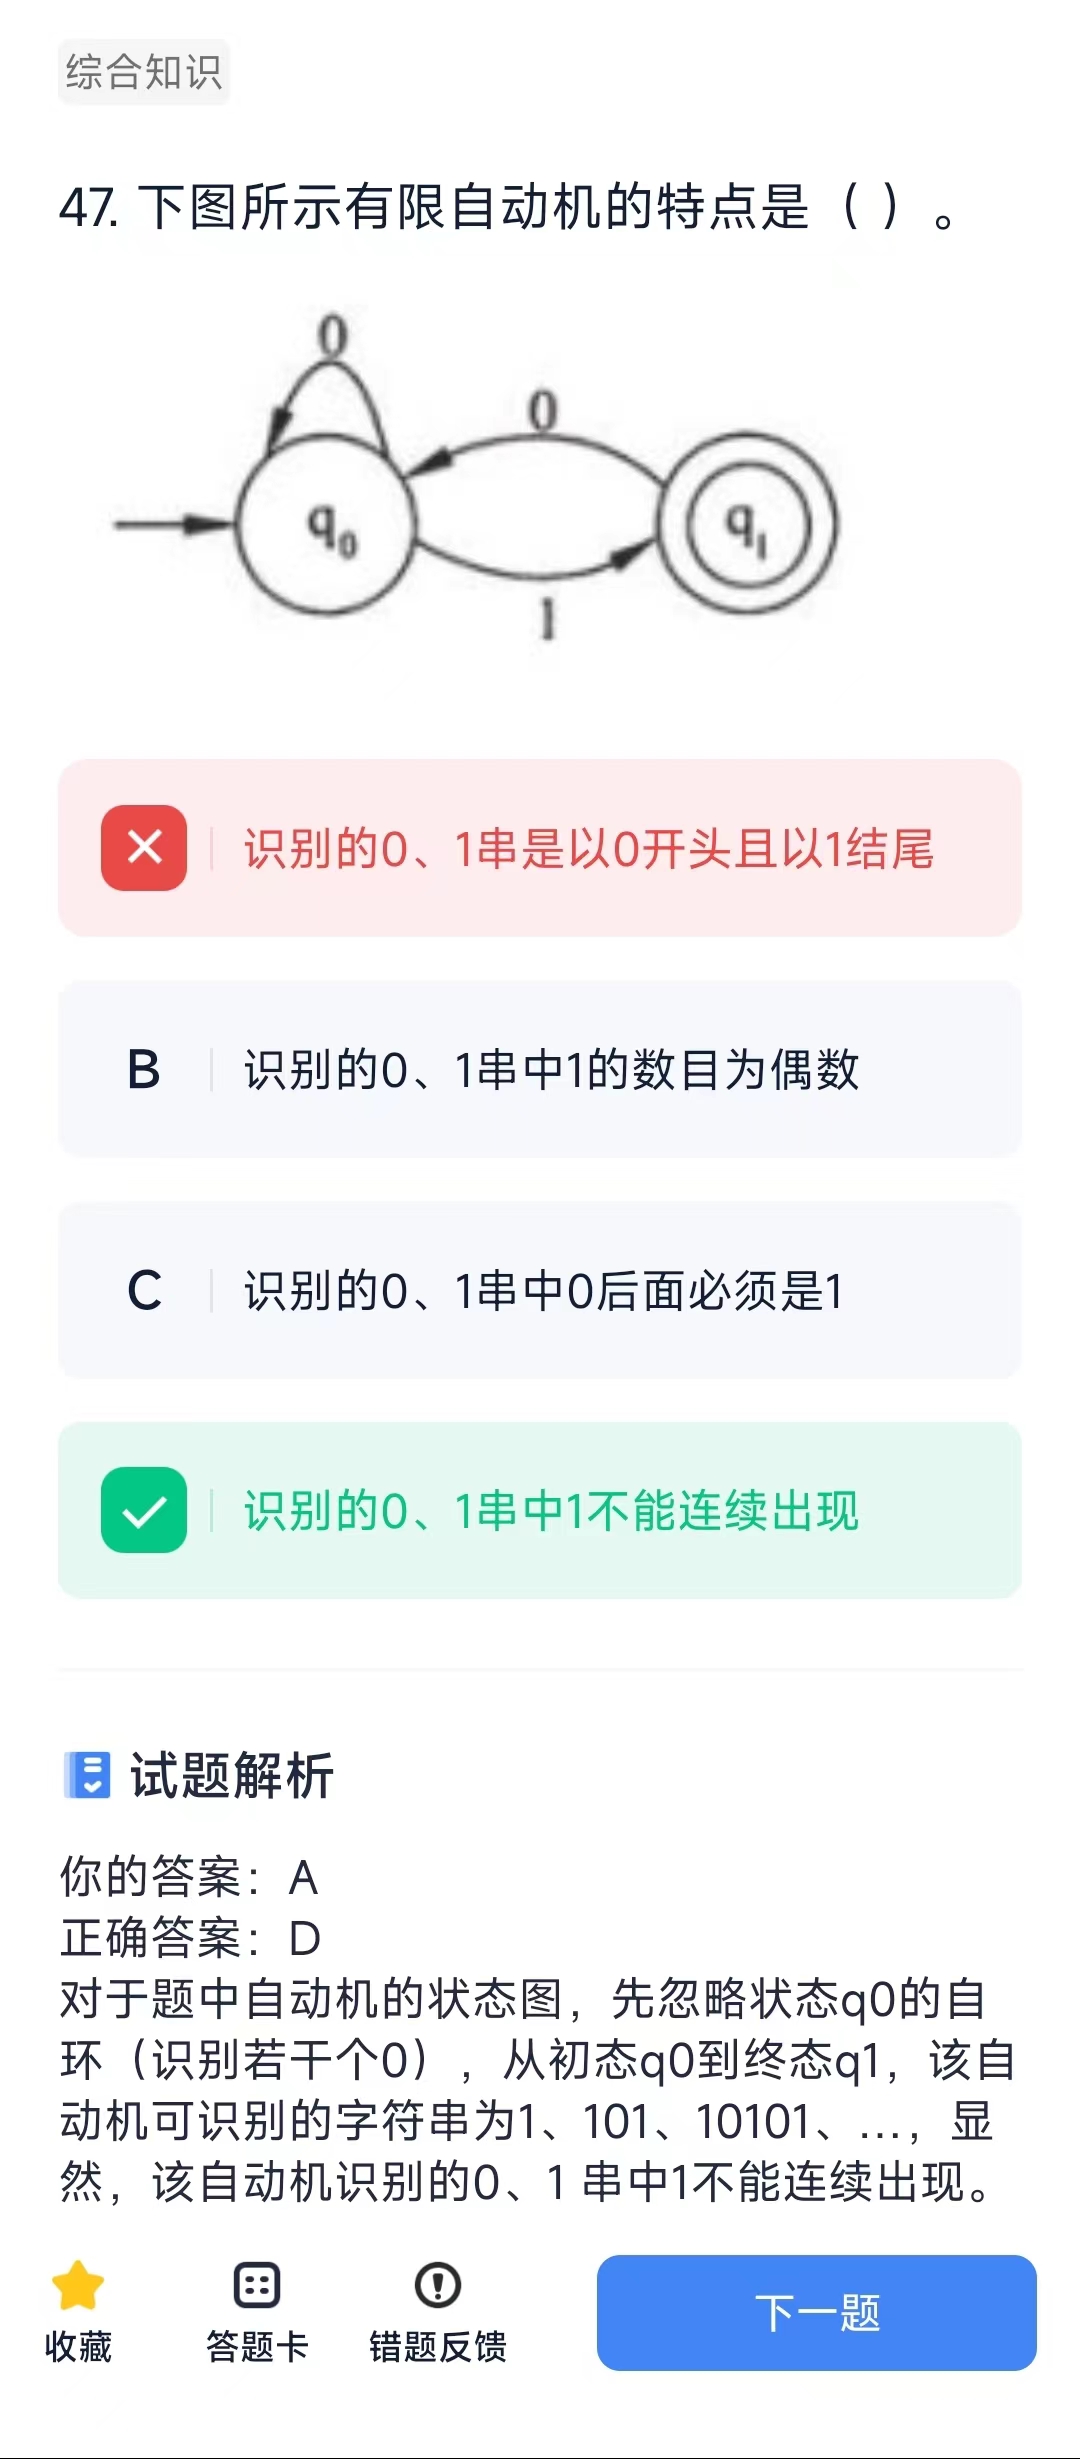 综合知识
47. 下图所示有限自动机的特点是（ ）。
0
0
q0
q1
1
识别的0、1串是以0开头且以1结尾
B 识别的0、1串中1的数目为偶数
C 识别的0、1串中0后面必须是1
识别的0、1串中1不能连续出现
试题解析
你的答案：A
正确答案：D
对于题中自动机的状态图，先忽略状态q0的自
环（识别若干个0），从初态q0到终态q1，该自
动机可识别的字符串为1、101、10101、…，显
然，该自动机识别的0、1 串中1不能连续出现。
收藏
答题卡
错题反馈
下一题